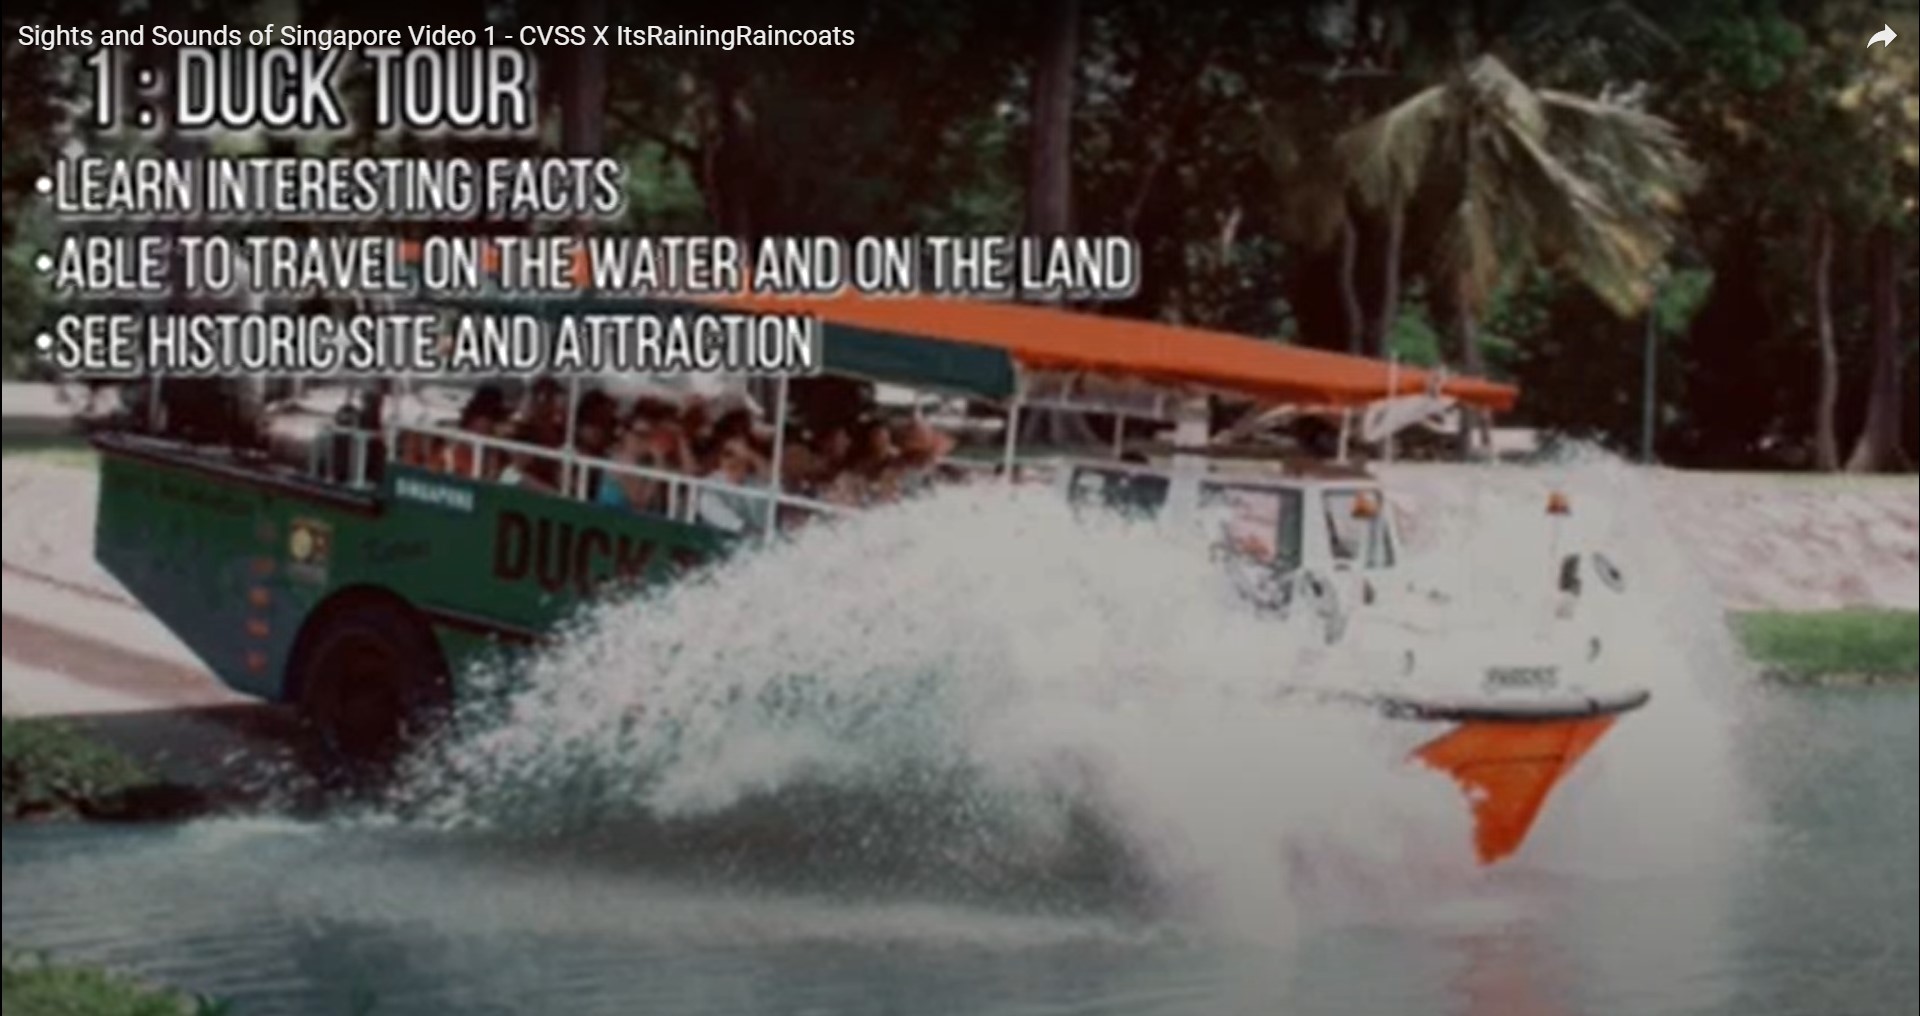 Sights and Sounds of Singapore Video 1 - CVSS X ItsRainingRaincoats
1 : DUCK TOUR
•LEARN INTERESTING FACTS
•ABLE TO TRAVEL ON THE WATER AND ON THE LAND
•SEE HISTORIC SITE AND ATTRACTION
SINGAPORE
DUCK